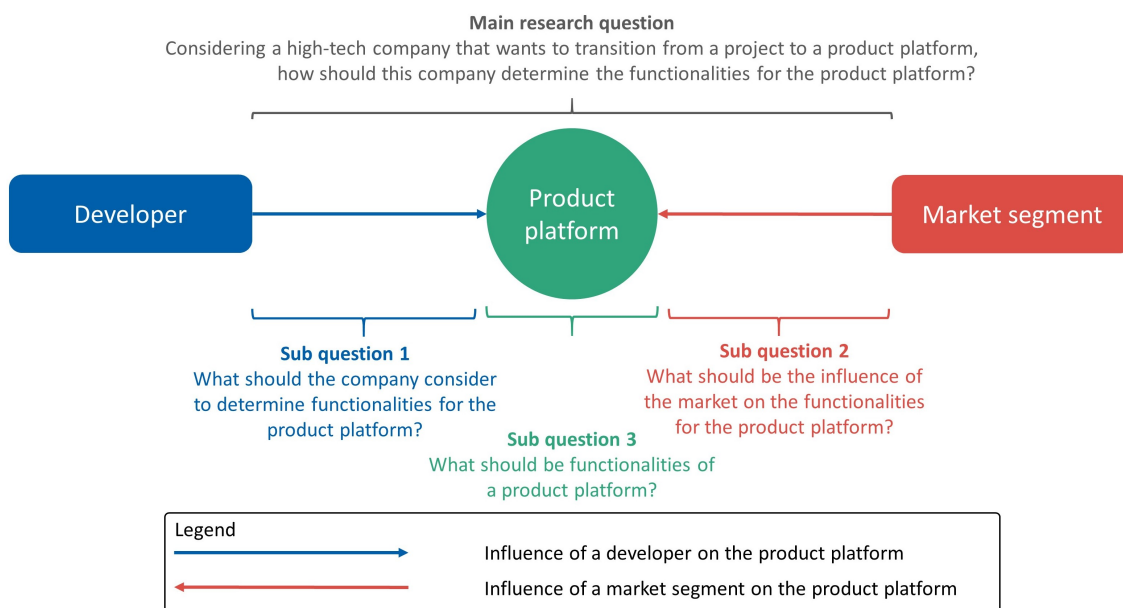 Main research question
Considering a high-tech company that wants to transition from a project to a product platform,
how should this company determine the functionalities for the product platform?
Developer
Product
platform
Market segment
Sub question 1
What should the company consider
to determine functionalities for the
product platform?
Sub question 2
What should be the influence of
the market on the functionalities
for the product platform?
Sub question 3
What should be functionalities of
a product platform?
Legend
Influence of a developer on the product platform
Influence of a market segment on the product platform